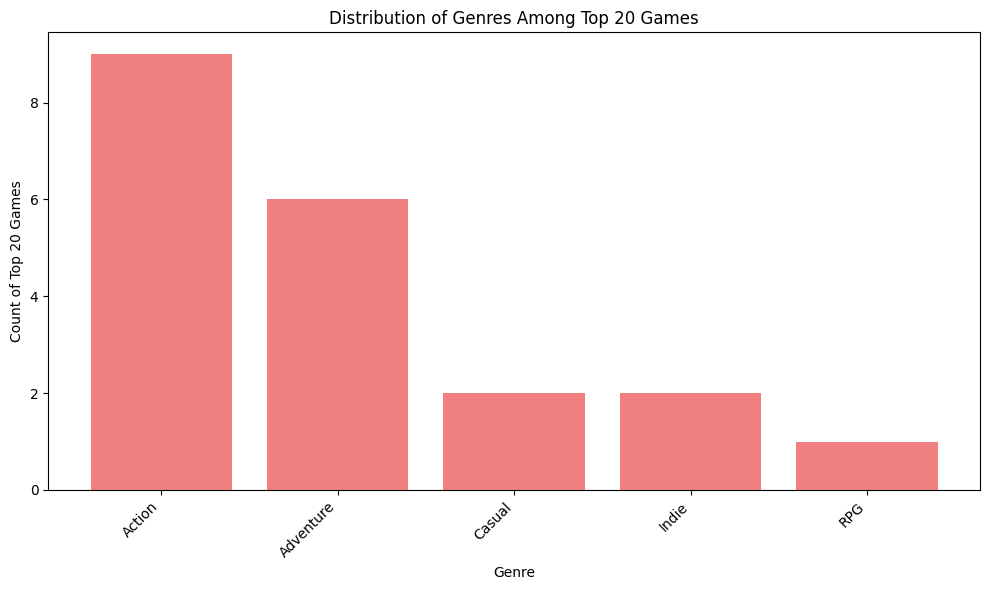 Distribution of Genres Among Top 20 Games
Count of Top 20 Games
8
6
4
2
0
Action
Adventure
Casual
Indie
RPG
Genre